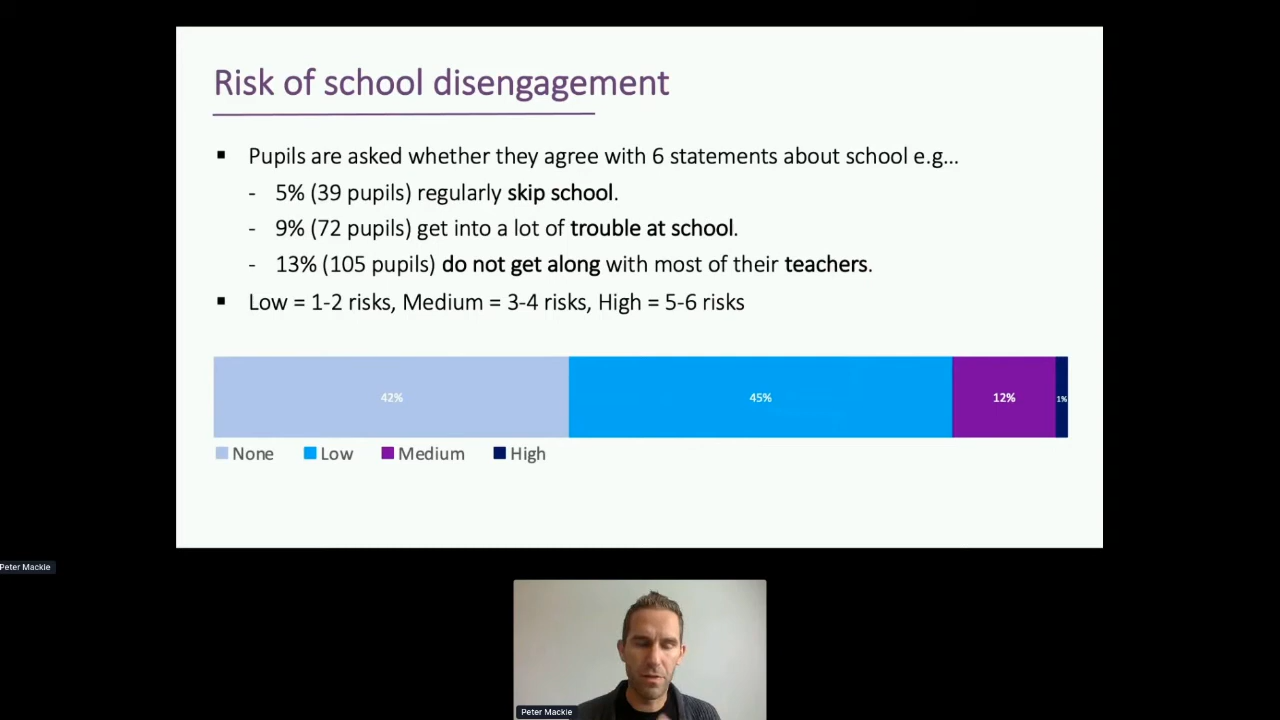 Risk of school disengagement
▪ Pupils are asked whether they agree with 6 statements about school e.g...
- 5% (39 pupils) regularly skip school.
- 9% (72 pupils) get into a lot of trouble at school.
- 13% (105 pupils) do not get along with most of their teachers.
▪ Low = 1-2 risks, Medium = 3-4 risks, High = 5-6 risks
42% 45% 12% 1%
None Low Medium High
Peter Mackie
Peter Mackie